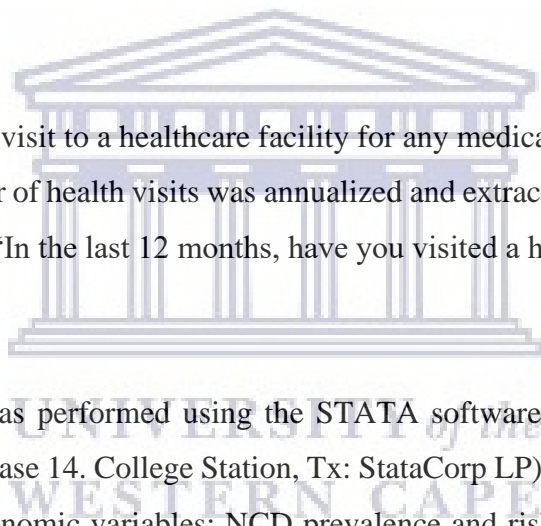 visit to a healthcare facility for any medica
r of health visits was annualized and extrac
“In the last 12 months, have you visited a h
as performed using the STATA software
UNIVERSITY of the
ase 14. College Station, Tx: StataCorp LP)
WESTERN CAPE
nomic variables; NCD prevalence and ris